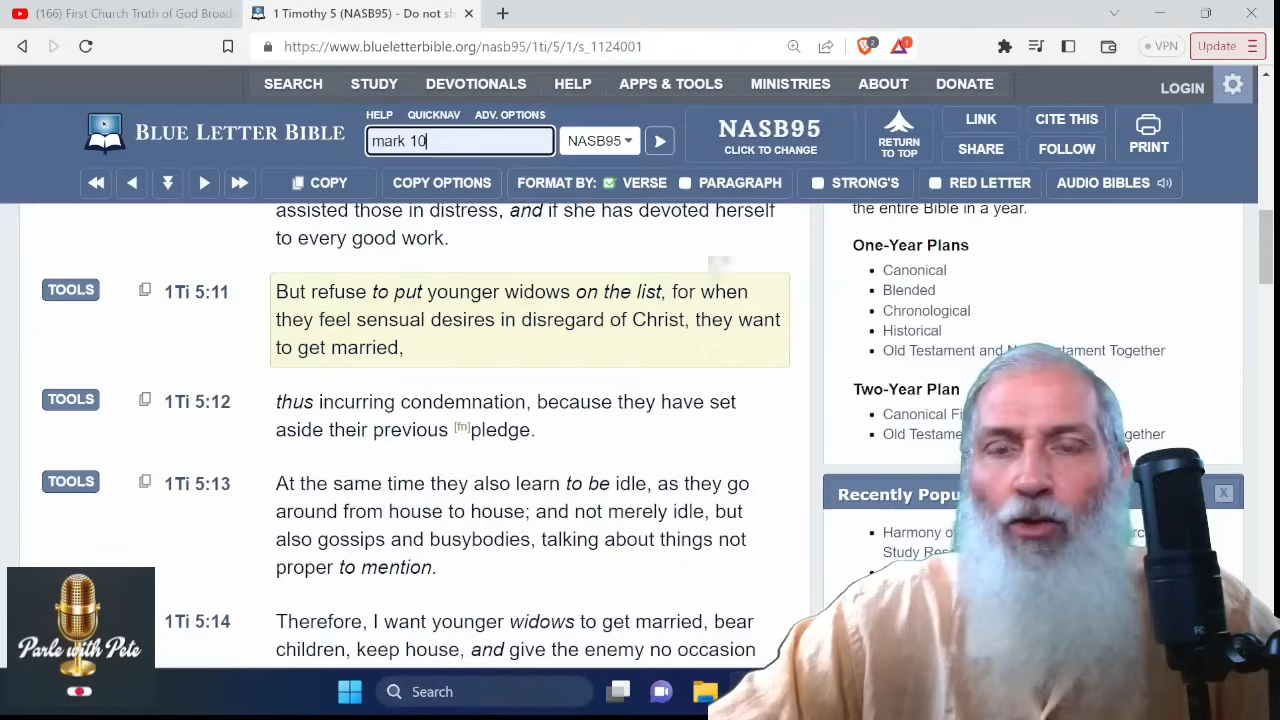 (166) First Church Truth of God Broad
1 Timothy 5 (NASB95) - Do not sh
https://www.blueletterbible.org/nasb95/1ti/5/1/s_1124001
2
1
VPN
Update
SEARCH STUDY DEVOTIONALS HELP APPS & TOOLS MINISTRIES ABOUT DONATE
LOGIN
BLUE LETTER BIBLE
HELP QUICKNAV ADV. OPTIONS
mark 10
NASB95
NASB95
CLICK TO CHANGE
RETURN
TO TOP
LINK
CITE THIS
SHARE
FOLLOW
PRINT
COPY COPY OPTIONS FORMAT BY: VERSE PARAGRAPH STRONG'S RED LETTER AUDIO BIBLES
assisted those in distress, and if she has devoted herself
to every good work.
TOOLS 1Ti 5:11 But refuse to put younger widows on the list, for when
they feel sensual desires in disregard of Christ, they want
to get married,
TOOLS 1Ti 5:12 thus incurring condemnation, because they have set
aside their previous [fn]pledge.
TOOLS 1Ti 5:13 At the same time they also learn to be idle, as they go
around from house to house; and not merely idle, but
also gossips and busybodies, talking about things not
proper to mention.
1Ti 5:14 Therefore, I want younger widows to get married, bear
children, keep house, and give the enemy no occasion
the entire Bible in a year.
One-Year Plans
Canonical
Blended
Chronological
Historical
Old Testament and New Testament Together
Two-Year Plan
Canonical
Old
Recently
Harmony of
Study
Parle with Pete
Search